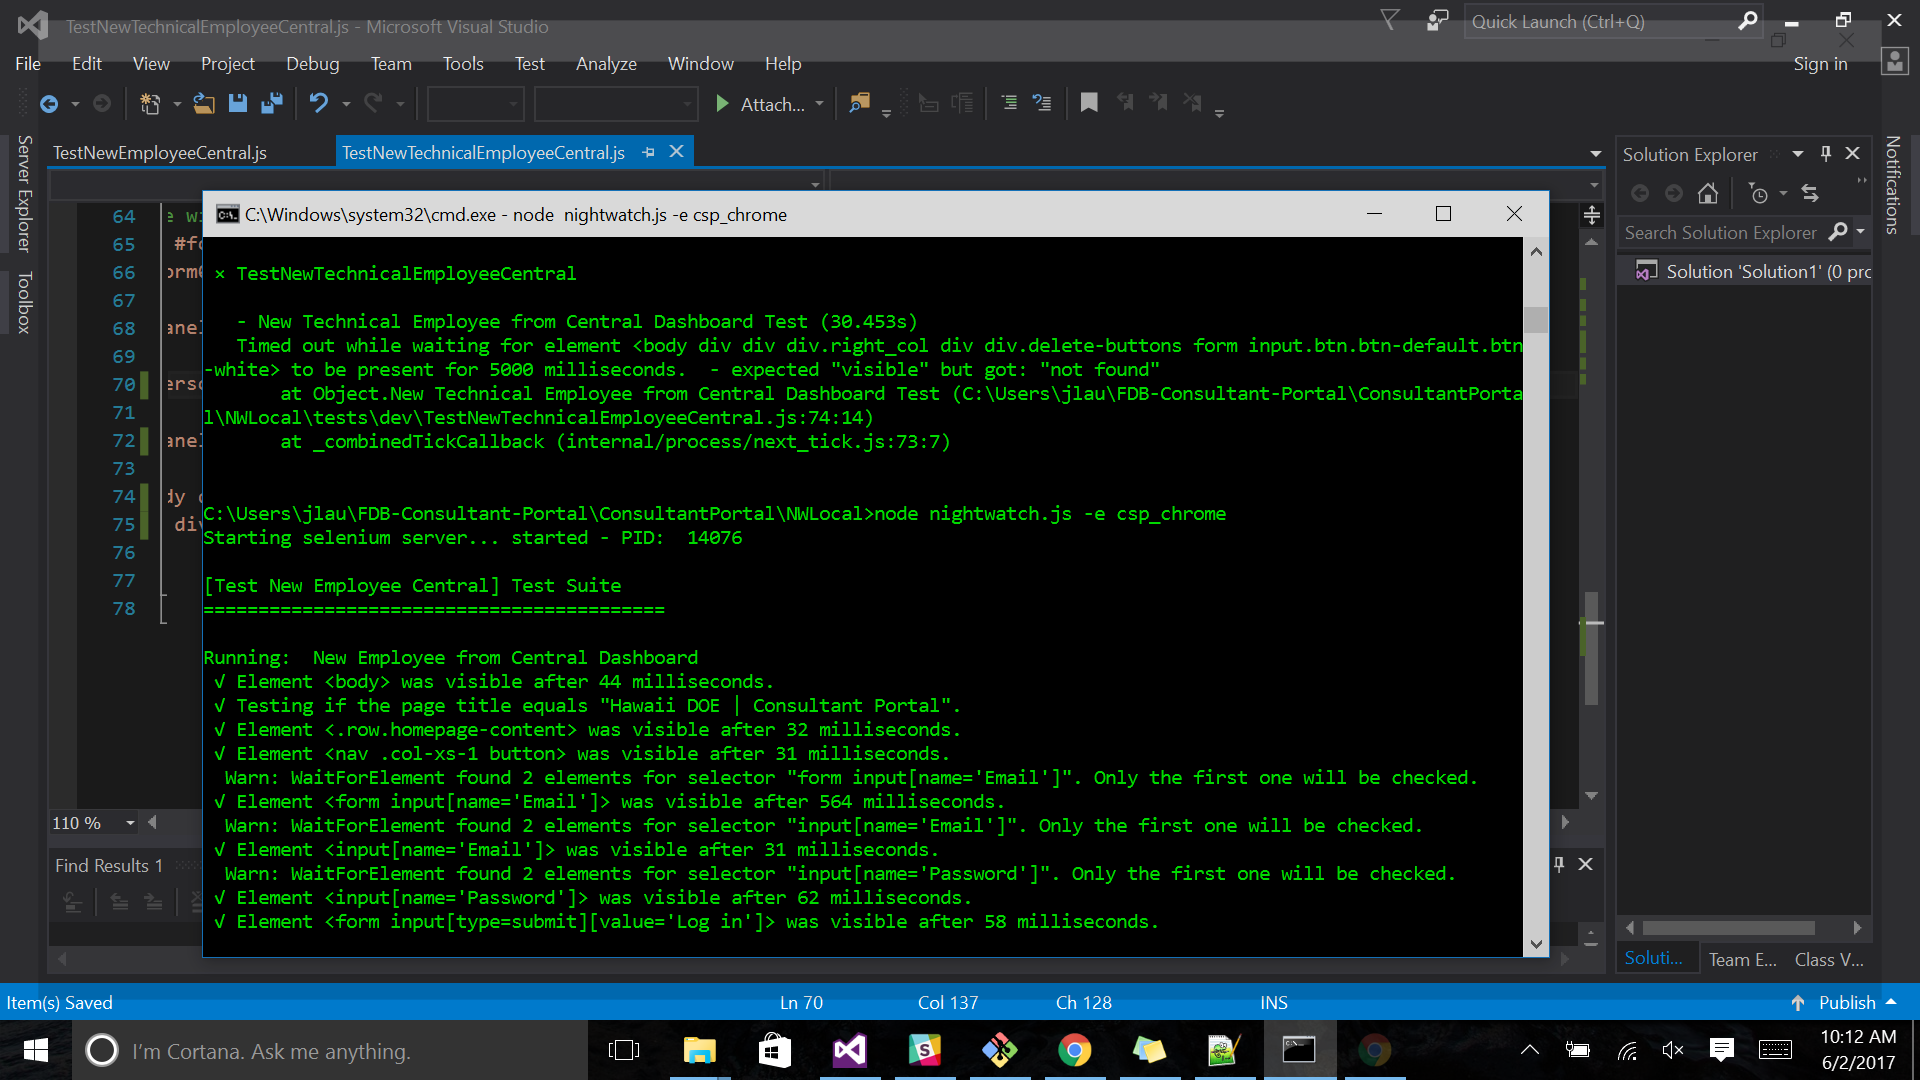 TestNewTechnicalEmployeeCentral.js - Microsoft Visual Studio
Quick Launch (Ctrl+Q)
File Edit View Project Debug Team Tools Test Analyze Window Help
Sign in
Attach...
Server Explorer
Toolbox
TestNewEmployeeCentral.js
TestNewTechnicalEmployeeCentral.js
Solution Explorer
Notifications
Search Solution Explorer
Solution 'Solution1' (0 pro
64
65 #fo
66
67
68 anel
69
70 erso
71
72 anel
73
74 dy
75 div
76
77
78
C:\Windows\system32\cmd.exe - node  nightwatch.js -e csp_chrome
× TestNewTechnicalEmployeeCentral
- New Technical Employee from Central Dashboard Test (30.453s)
Timed out while waiting for element <body div div div.right_col div div.delete-buttons form input.btn.btn-default.btn
-white> to be present for 5000 milliseconds.  - expected "visible" but got: "not found"
at Object.New Technical Employee from Central Dashboard Test (C:\Users\jlau\FDB-Consultant-Portal\ConsultantPorta
l\NWLocal\tests\dev\TestNewTechnicalEmployeeCentral.js:74:14)
at _combinedTickCallback (internal/process/next_tick.js:73:7)
C:\Users\jlau\FDB-Consultant-Portal\ConsultantPortal\NWLocal>node nightwatch.js -e csp_chrome
Starting selenium server... started - PID:  14076
[Test New Employee Central] Test Suite
==========================================
Running:  New Employee from Central Dashboard
√ Element <body> was visible after 44 milliseconds.
√ Testing if the page title equals "Hawaii DOE | Consultant Portal".
√ Element <.row.homepage-content> was visible after 32 milliseconds.
√ Element <nav .col-xs-1 button> was visible after 31 milliseconds.
Warn: WaitForElement found 2 elements for selector "form input[name='Email']". Only the first one will be checked.
√ Element <form input[name='Email']> was visible after 564 milliseconds.
Warn: WaitForElement found 2 elements for selector "input[name='Email']". Only the first one will be checked.
√ Element <input[name='Email']> was visible after 31 milliseconds.
Warn: WaitForElement found 2 elements for selector "input[name='Password']". Only the first one will be checked.
√ Element <input[name='Password']> was visible after 62 milliseconds.
√ Element <form input[type=submit][value='Log in']> was visible after 58 milliseconds.
110 %
Find Results 1
Soluti... Team E... Class V...
Item(s) Saved Ln 70 Col 137 Ch 128 INS Publish
I'm Cortana. Ask me anything.
10:12 AM
6/2/2017